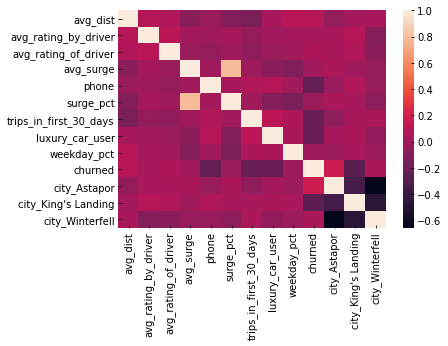 avg_dist
avg_rating_by_driver
avg_rating_of_driver
avg_surge
phone
surge_pct
trips_in_first_30_days
luxury_car_user
weekday_pct
churned
city_Astapor
city_King's Landing
city_Winterfell
avg_dist
avg_rating_by_driver
avg_rating_of_driver
avg_surge
phone
surge_pct
trips_in_first_30_days
luxury_car_user
weekday_pct
churned
city_Astapor
city_King's Landing
city_Winterfell
1.0
0.8
0.6
0.4
0.2
0.0
−0.2
−0.4
−0.6